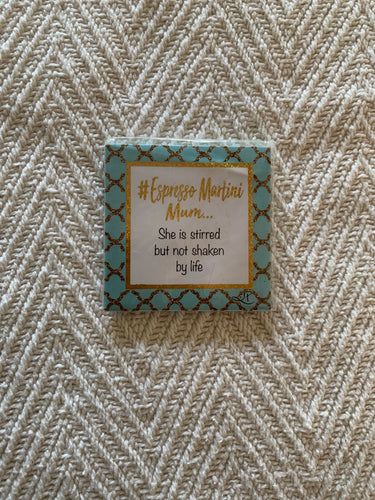 #Espresso Martini
Mum...
She is stirred
but not shaken
by life